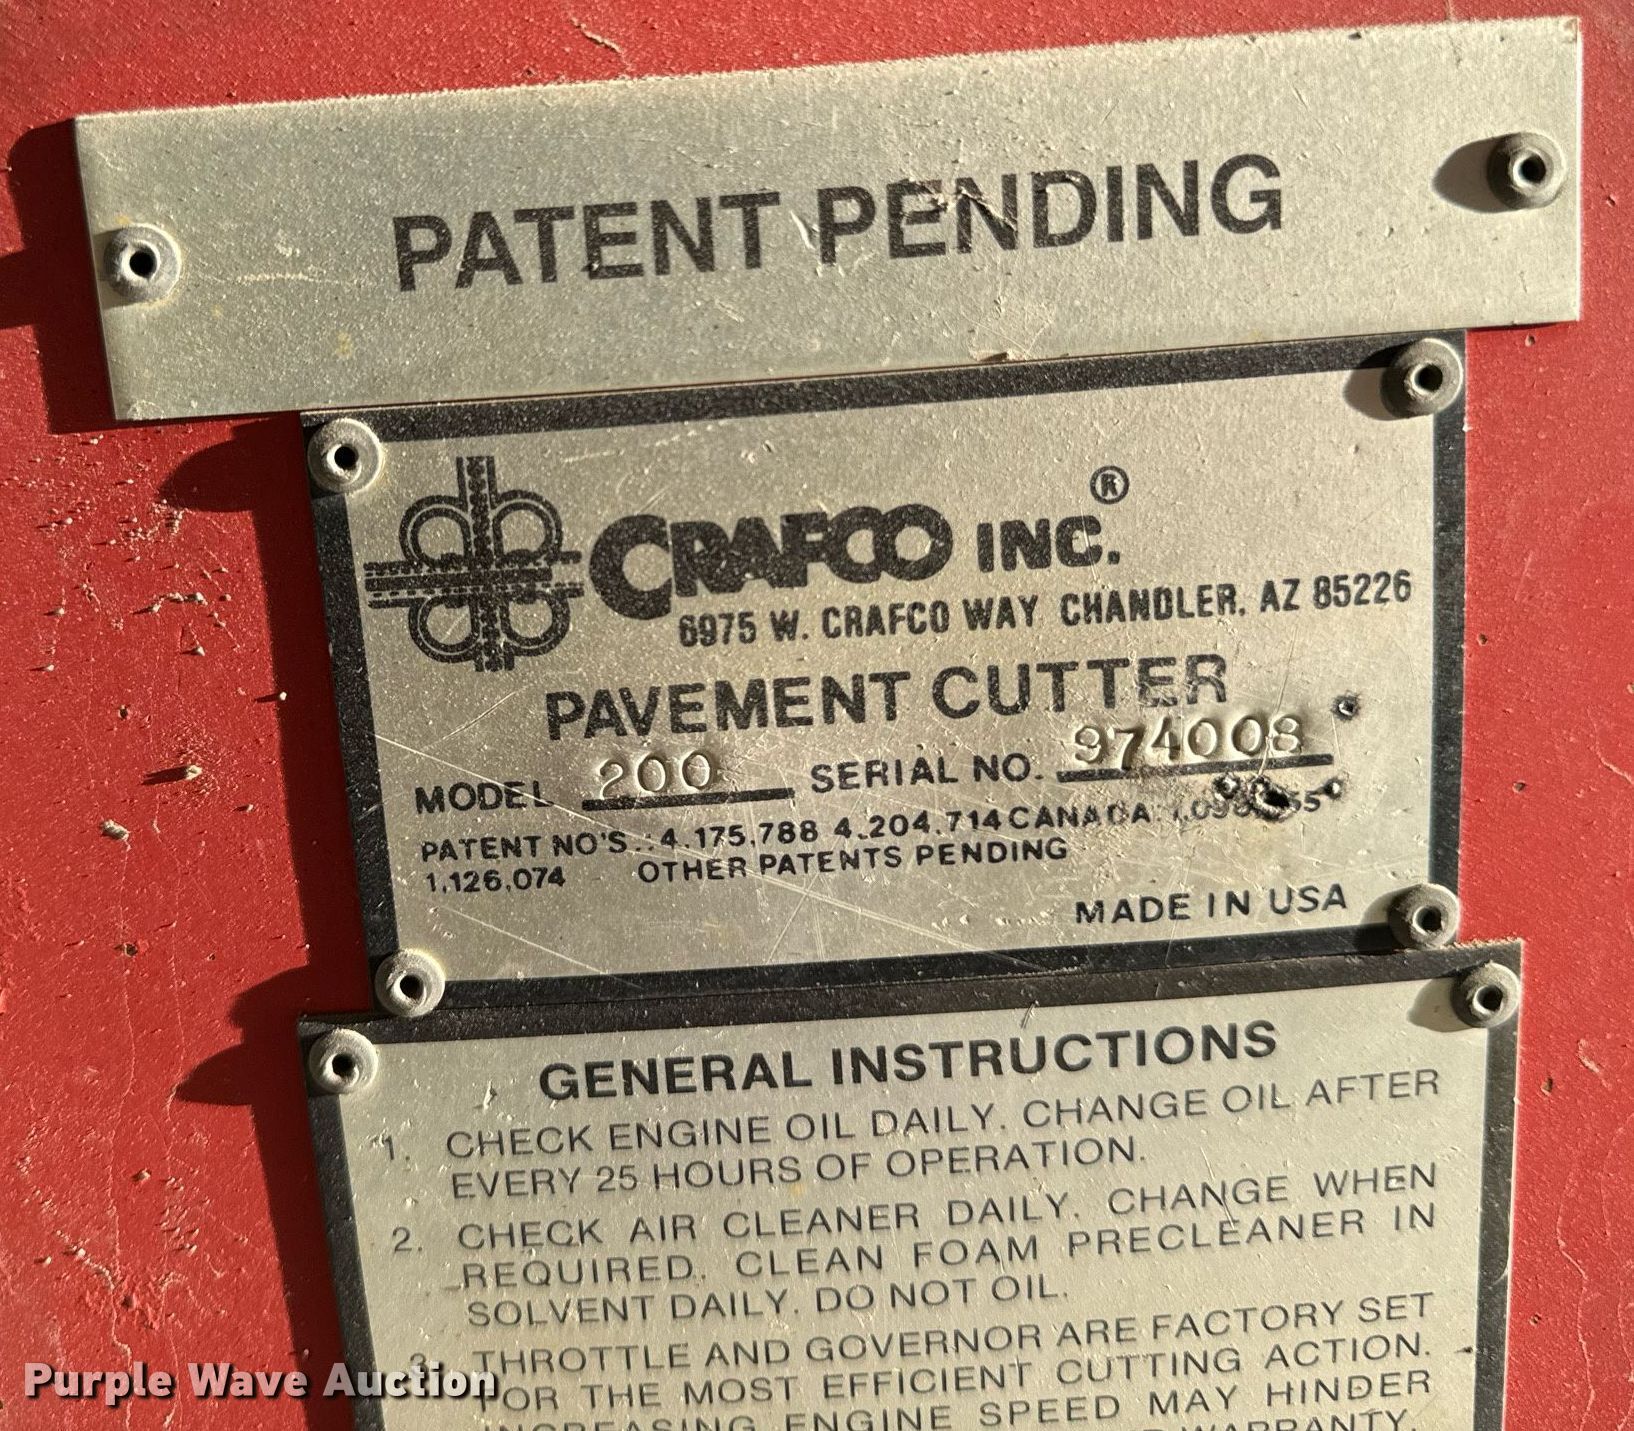 PATENT PENDING
CRAFCO INC.®
6975 W. CRAFCO WAY CHANDLER, AZ 85226
PAVEMENT CUTTER
MODEL 200 SERIAL NO. 974008
PATENT NO'S.: 4,175,788 4,204,714 CANADA:
1,126,074 OTHER PATENTS PENDING
MADE IN USA
GENERAL INSTRUCTIONS
1. CHECK ENGINE OIL DAILY. CHANGE OIL AFTER
EVERY 25 HOURS OF OPERATION.
2. CHECK AIR CLEANER DAILY. CHANGE WHEN
REQUIRED. CLEAN FOAM PRECLEANER IN
SOLVENT DAILY. DO NOT OIL.
3. THROTTLE AND GOVERNOR ARE FACTORY SET
FOR THE MOST EFFICIENT CUTTING ACTION.
INCREASING ENGINE SPEED MAY HINDER
WARRANTY.
Purple Wave Auction